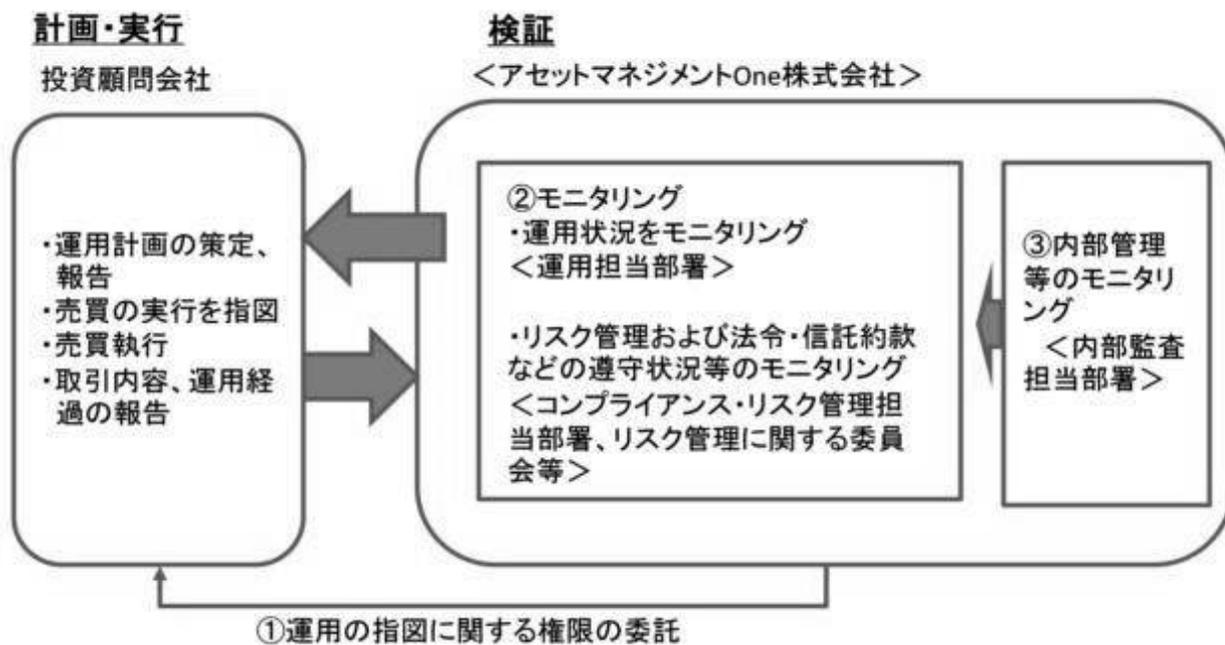 計画・実行
投資顧問会社
・運用計画の策定、
報告
・売買の実行を指図
・売買執行
・取引内容、運用経
過の報告
検証
＜アセットマネジメントOne株式会社＞
②モニタリング
・運用状況をモニタリング
＜運用担当部署＞
・リスク管理および法令・信託約款
などの遵守状況等のモニタリング
＜コンプライアンス・リスク管理担
当部署、リスク管理に関する委員
会等＞
③内部管理
等のモニタリ
ング
＜内部監査
担当部署＞
①運用の指図に関する権限の委託